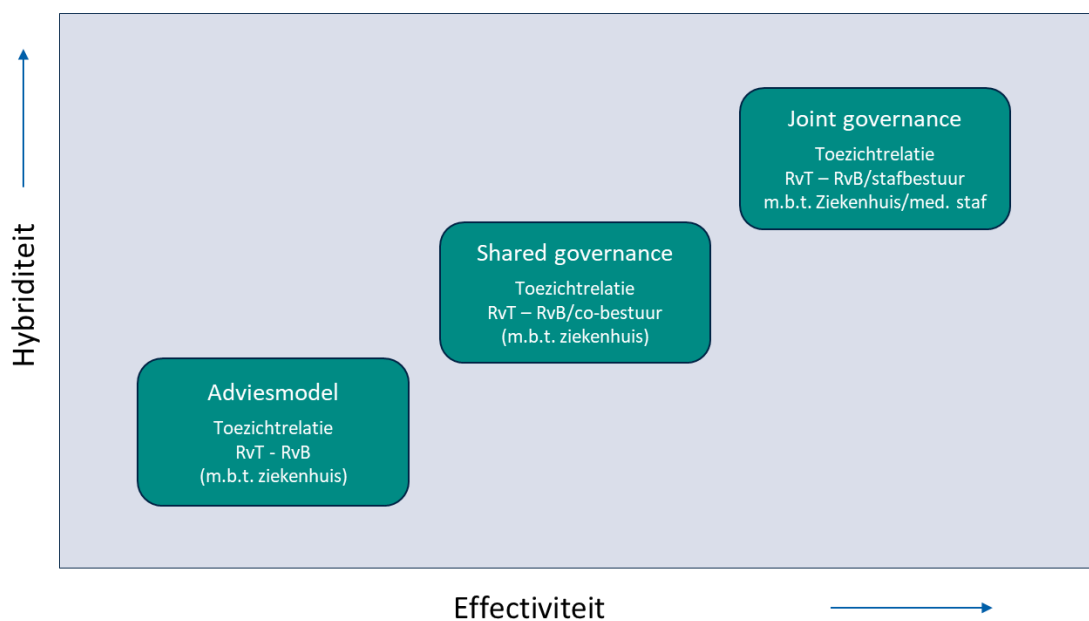 Hybriditeit
Joint governance
Toezichtrelatie
RvT – RvB/stafbestuur
m.b.t. Ziekenhuis/med. staf
Shared governance
Toezichtrelatie
RvT – RvB/co-bestuur
(m.b.t. ziekenhuis)
Adviesmodel
Toezichtrelatie
RvT - RvB
(m.b.t. ziekenhuis)
Effectiviteit